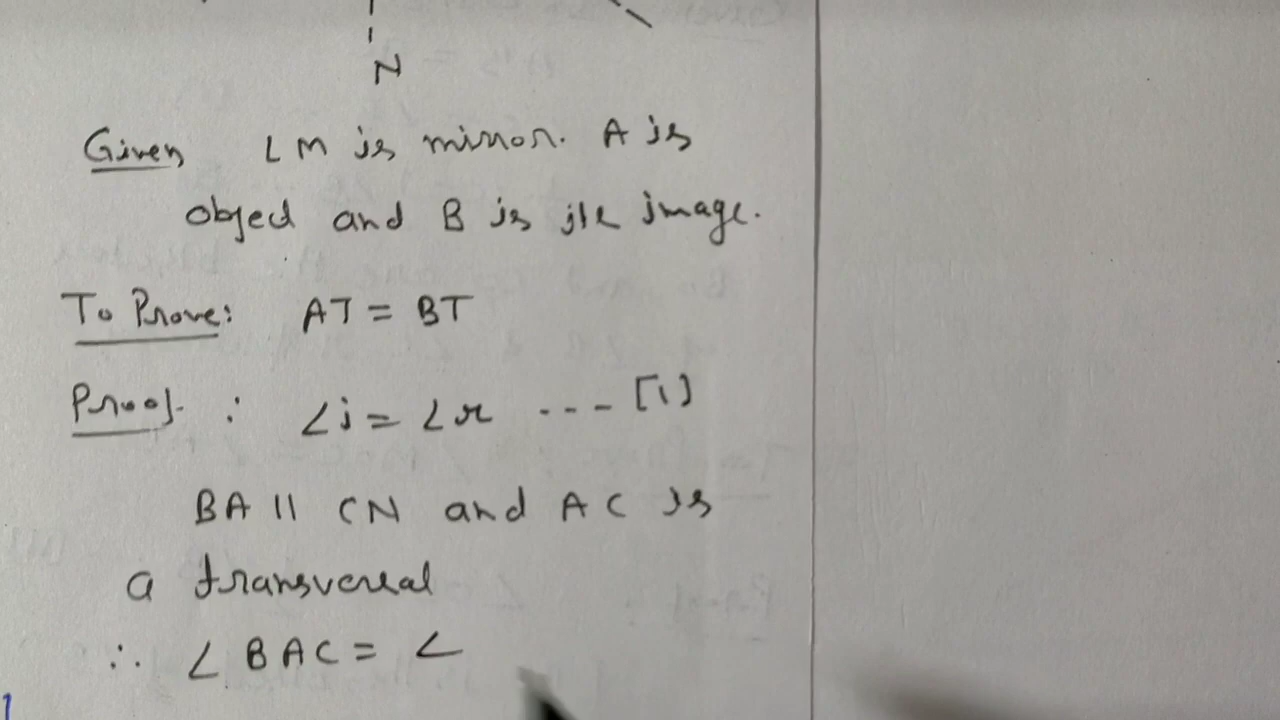 N
Given LM is mirror. A is
object and B is its image.
To Prove: AT = BT
Proof. ∵ ∠i = ∠r --- [1]
BA || CN and AC is
a transversal
∴ ∠BAC = ∠